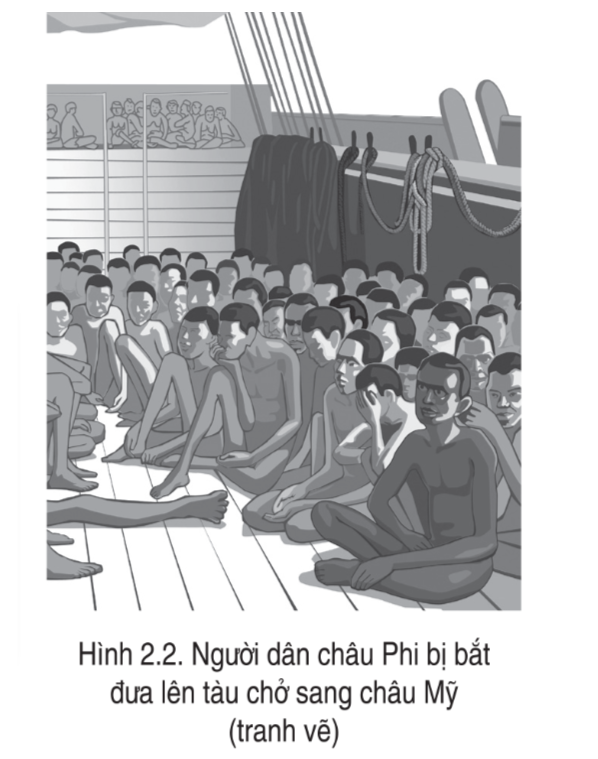 Hình 2.2. Người dân châu Phi bị bắt
đưa lên tàu chở sang châu Mỹ
(tranh vẽ)